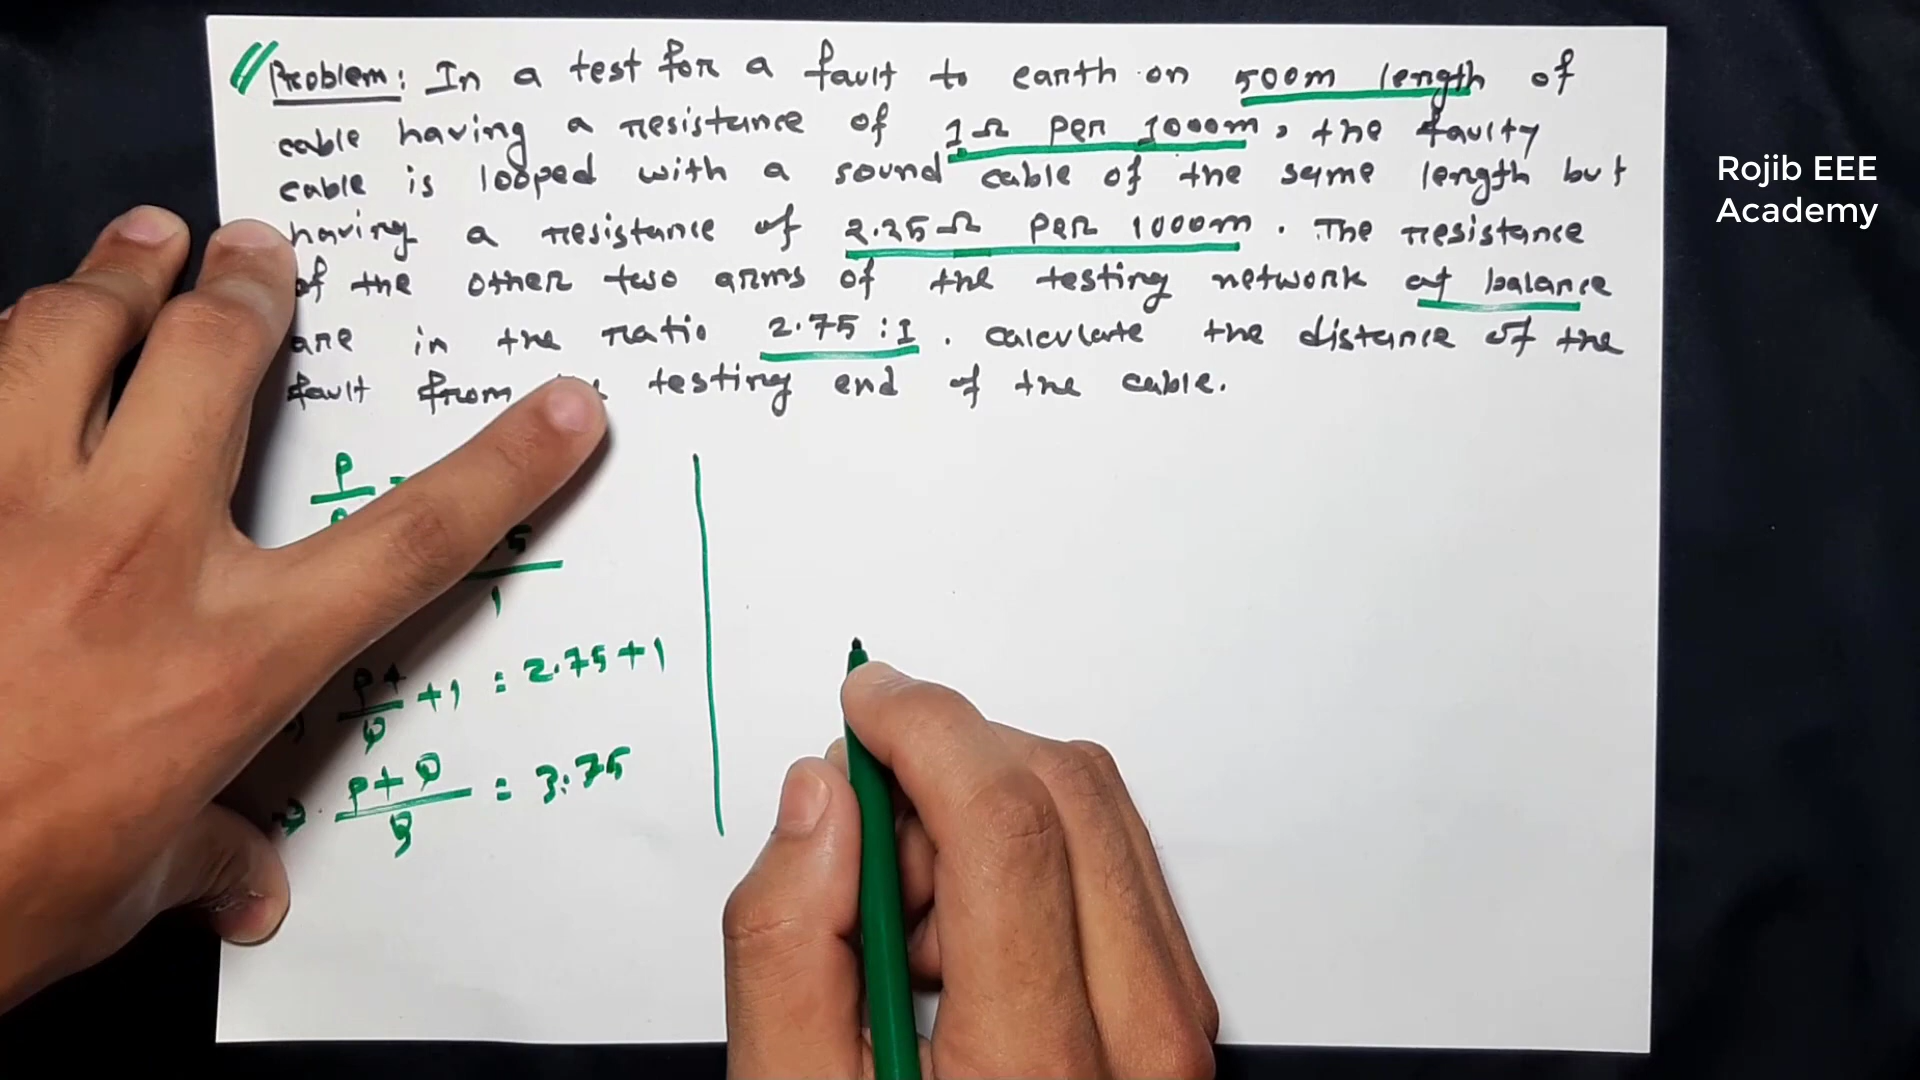 Problem: In a test for a fault to earth on 500m length of
cable having a resistance of 1Ω per 1000m, the faulty
cable is looped with a sound cable of the same length but
having a resistance of 2.25Ω per 1000m. The resistance
of the other two arms of the testing network at balance
are in the ratio 2.75:1. calculate the distance of the
fault from testing end of the cable.
Rojib EEE
Academy
P
1
+1 = 2.75+1
Q
P+Q = 3.75
Q